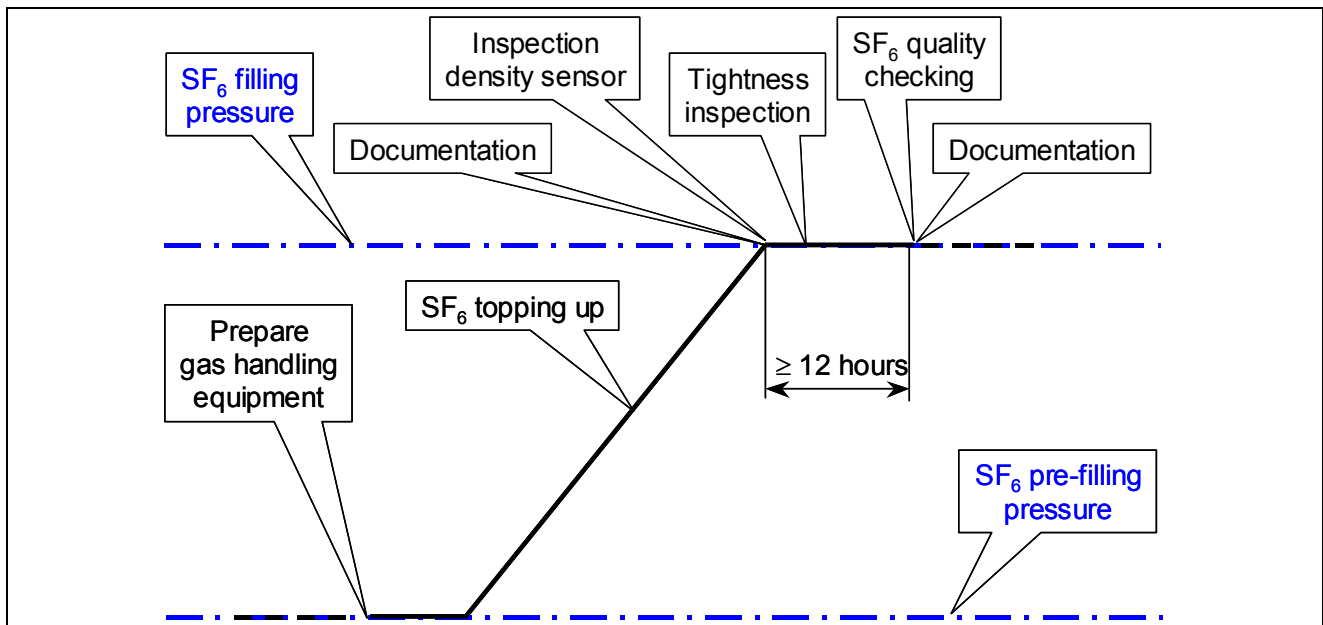 SF₆ filling
pressure
Documentation
Inspection
density sensor
Tightness
inspection
SF₆ quality
checking
Documentation
Prepare
gas handling
equipment
SF₆ topping up
≥ 12 hours
SF₆ pre-filling
pressure